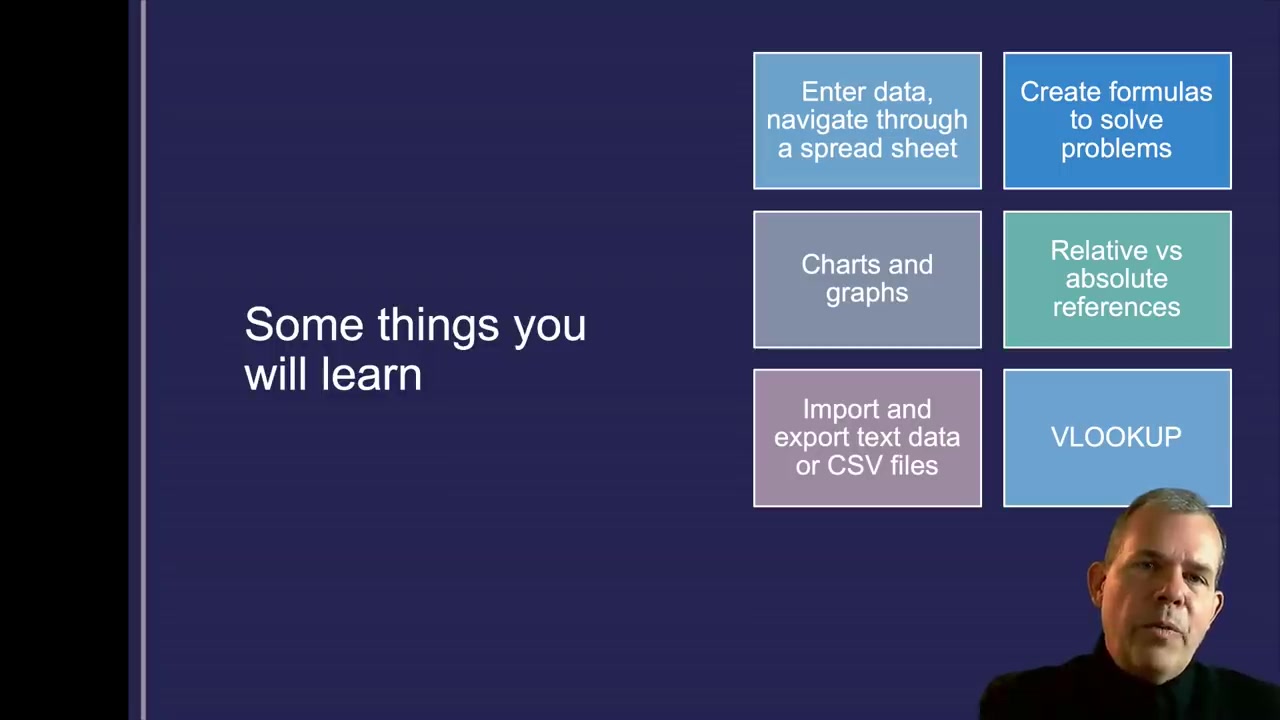 Some things you
will learn
Enter data,
navigate through
a spread sheet
Create formulas
to solve
problems
Charts and
graphs
Relative vs
absolute
references
Import and
export text data
or CSV files
VLOOKUP